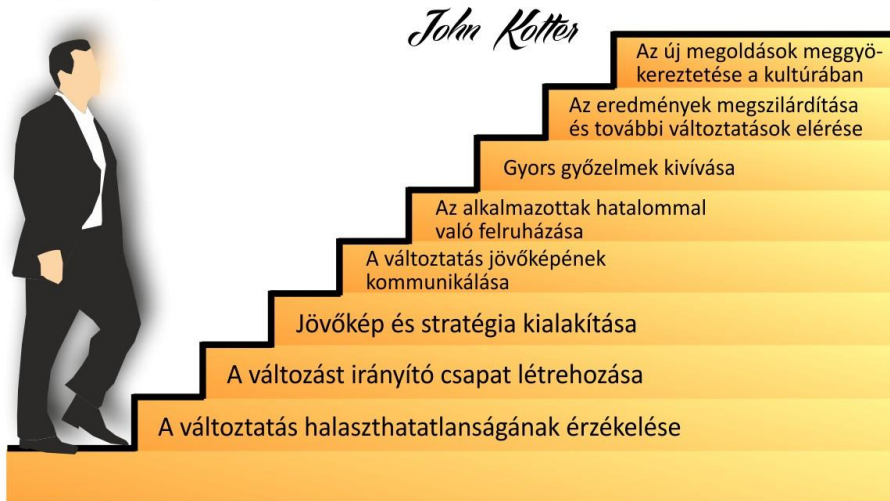 John Kotter
Az új megoldások meggyö-
kereztetése a kultúrában
Az eredmények megszilárdítása
és további változtatások elérése
Gyors győzelmek kivívása
Az alkalmazottak hatalommal
való felruházása
A változtatás jövőképének
kommunikálása
Jövőkép és stratégia kialakítása
A változást irányító csapat létrehozása
A változtatás halaszthatatlanságának érzékelése